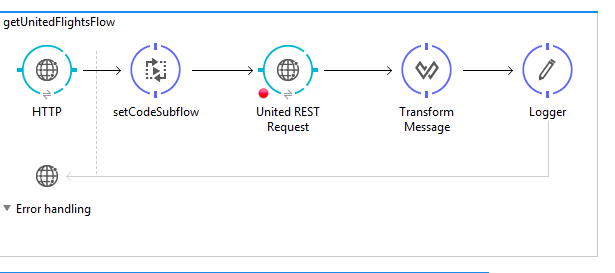 getUnitedFlightsFlow
HTTP
setCodeSubflow
United REST
Request
Transform
Message
Logger
Error handling